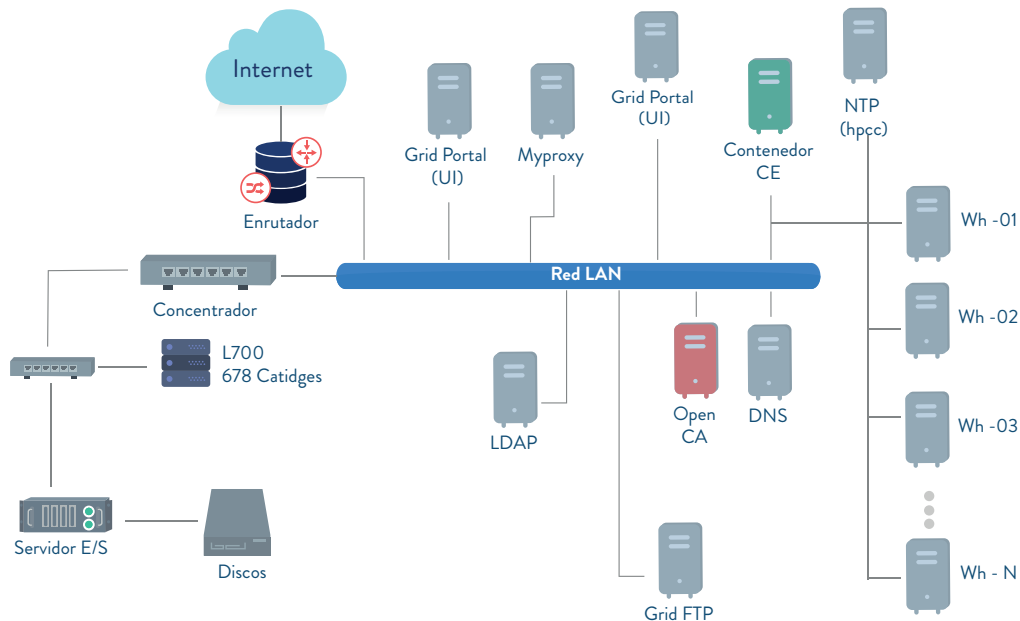 Internet
Grid Portal
(UI)
Myproxy
Grid Portal
(UI)
Contenedor
CE
NTP
(hpcc)
Enrutador
Wh -01
Red LAN
Concentrador
Wh -02
L700
678 Catidges
LDAP
Open
CA
DNS
Wh -03
Servidor E/S
Discos
Wh - N
Grid FTP